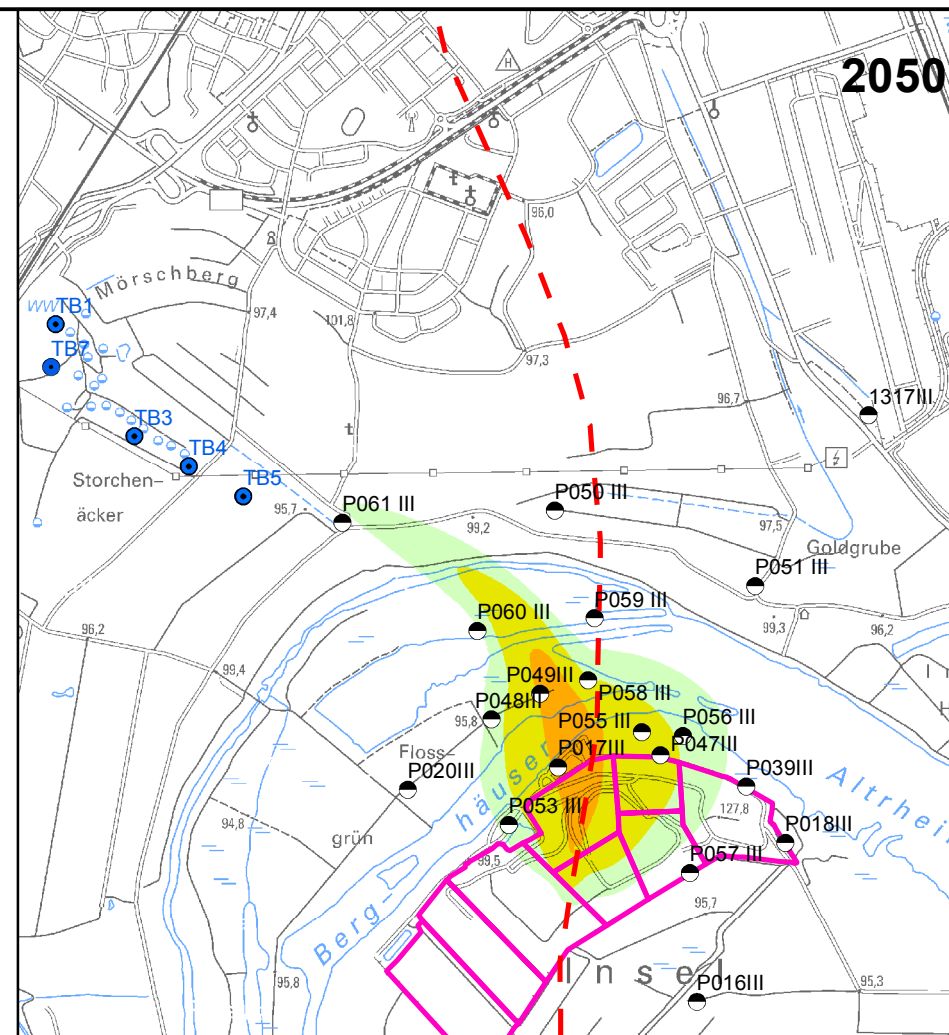 2050
H
96,0
Mörschberg
WW
TB1
97,4
101,8
TB7
97,3
96,7
1317III
TB3
TB4
Storchen–
TB5
P050 III
äcker
95,7
P061 III
99,2
97,5
Goldgrube
P051 III
P059 III
P060 III
99,3
96,2
96,2
99,4
P049III
P058 III
P048III
95,8
P055 III
P056 III
Floss–
P017III
P047III
P020III
P039III
Altrhei
häuser
127,8
P053 III
94,8
grün
P018III
99,5
P057 III
Berg–
95,7
95,8
Insel
P016III
95,3